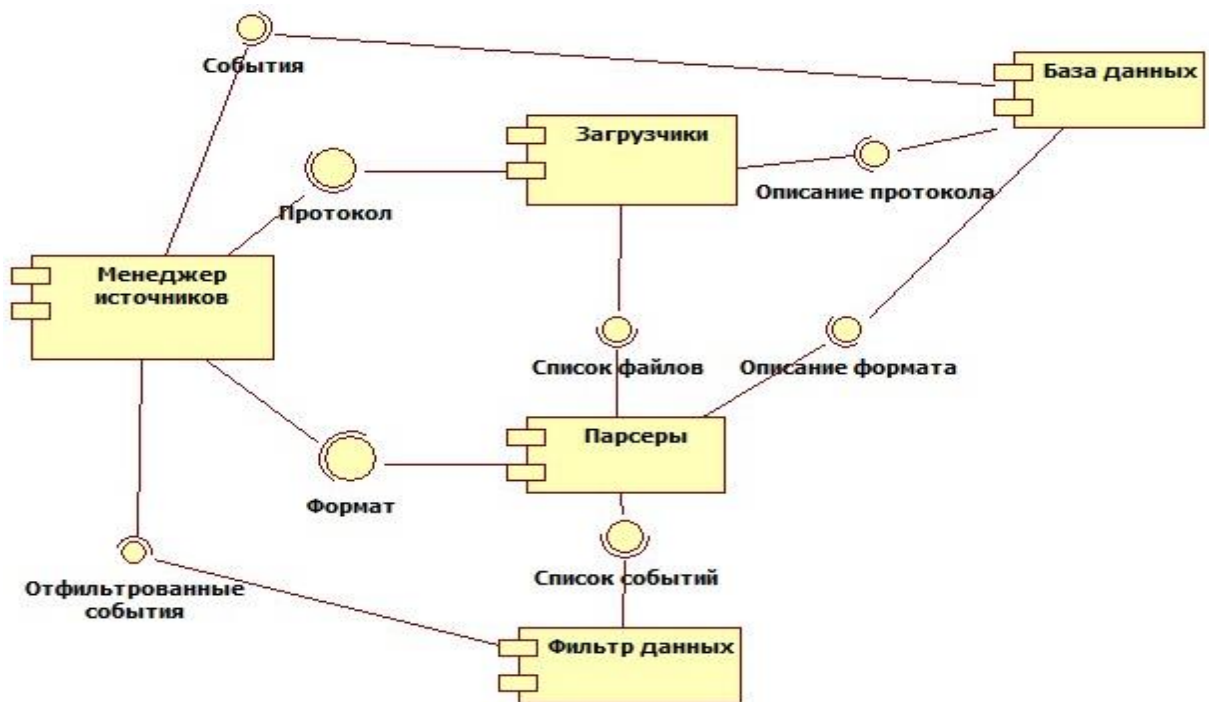 События
База данных
Загрузчики
Описание протокола
Протокол
Менеджер
источников
Список файлов
Описание формата
Парсеры
Формат
Список событий
Отфильтрованные
события
Фильтр данных